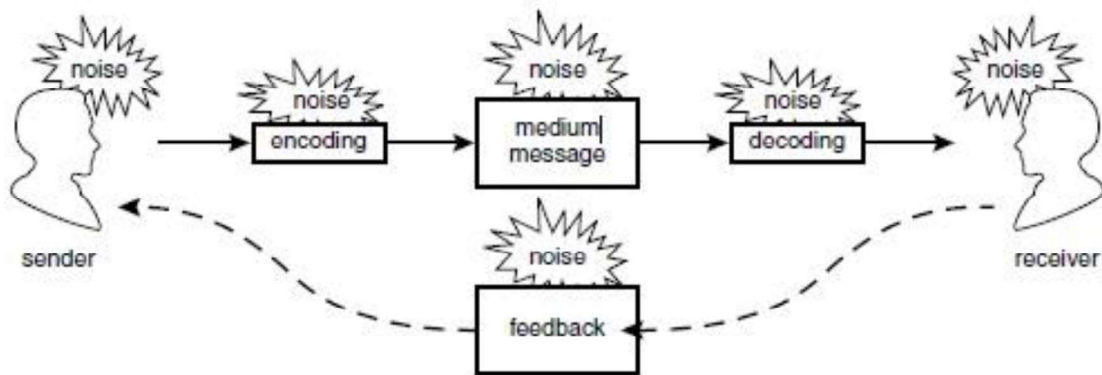 noise
noise
noise
noise
noise
encoding
medium
message
decoding
sender
noise
receiver
feedback